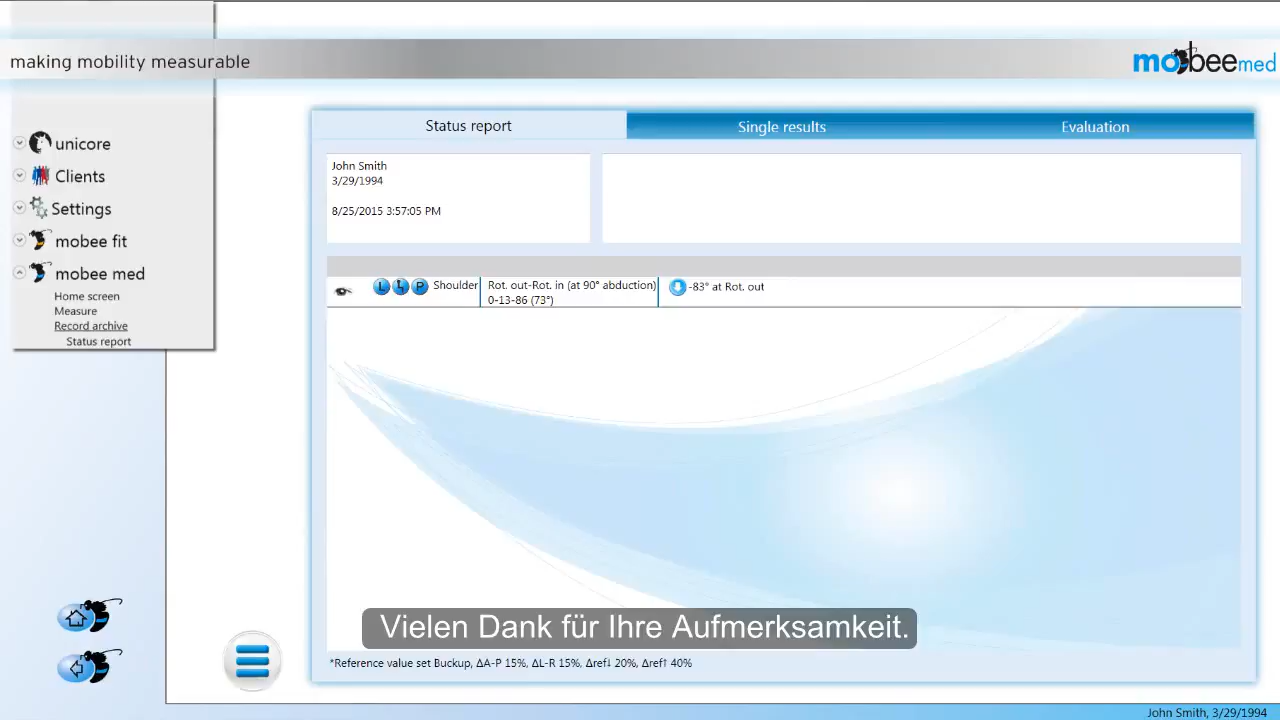 making mobility measurable
mobeemed
unicore
Clients
Settings
mobee fit
mobee med
Home screen
Measure
Record archive
Status report
Status report
Single results
Evaluation
John Smith
3/29/1994
8/25/2015 3:57:05 PM
L L P Shoulder
Rot. out-Rot. in (at 90° abduction)
0-13-86 (73°)
-83° at Rot. out
Vielen Dank für Ihre Aufmerksamkeit.
*Reference value set Buckup, ΔA-P 15%, ΔL-R 15%, Δref↓ 20%, Δref↑ 40%
John Smith, 3/29/1994